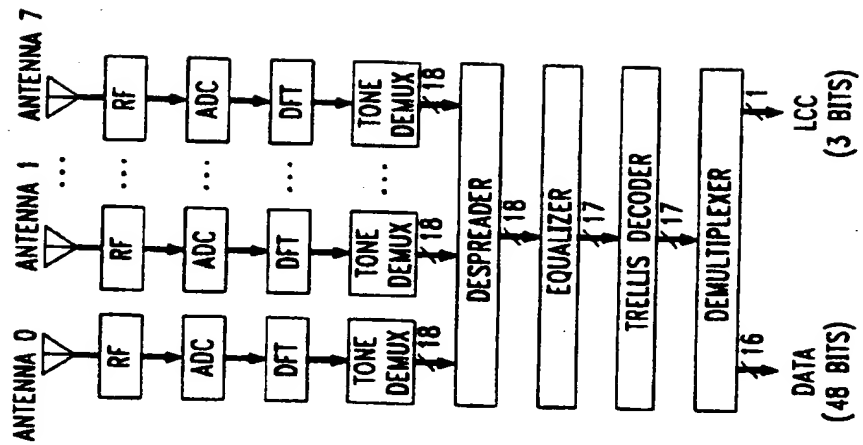 ANTENNA 0
ANTENNA 1
ANTENNA 7
...
RF
RF
...
RF
ADC
ADC
...
ADC
DFT
DFT
...
DFT
TONE
DEMUX
TONE
DEMUX
...
TONE
DEMUX
18
18
18
DESPREADER
18
EQUALIZER
17
TRELLIS DECODER
17
DEMULTIPLEXER
16
1
DATA
(48 BITS)
LCC
(3 BITS)